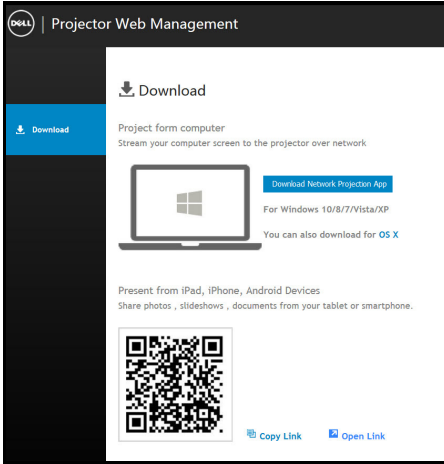 DELL | Projector Web Management
Download
Download
Project form computer
Stream your computer screen to the projector over network
Download Network Projection App
For Windows 10/8/7/Vista/XP
You can also download for OS X
Present from iPad, iPhone, Android Devices
Share photos , slideshows , documents from your tablet or smartphone.
Copy Link Open Link